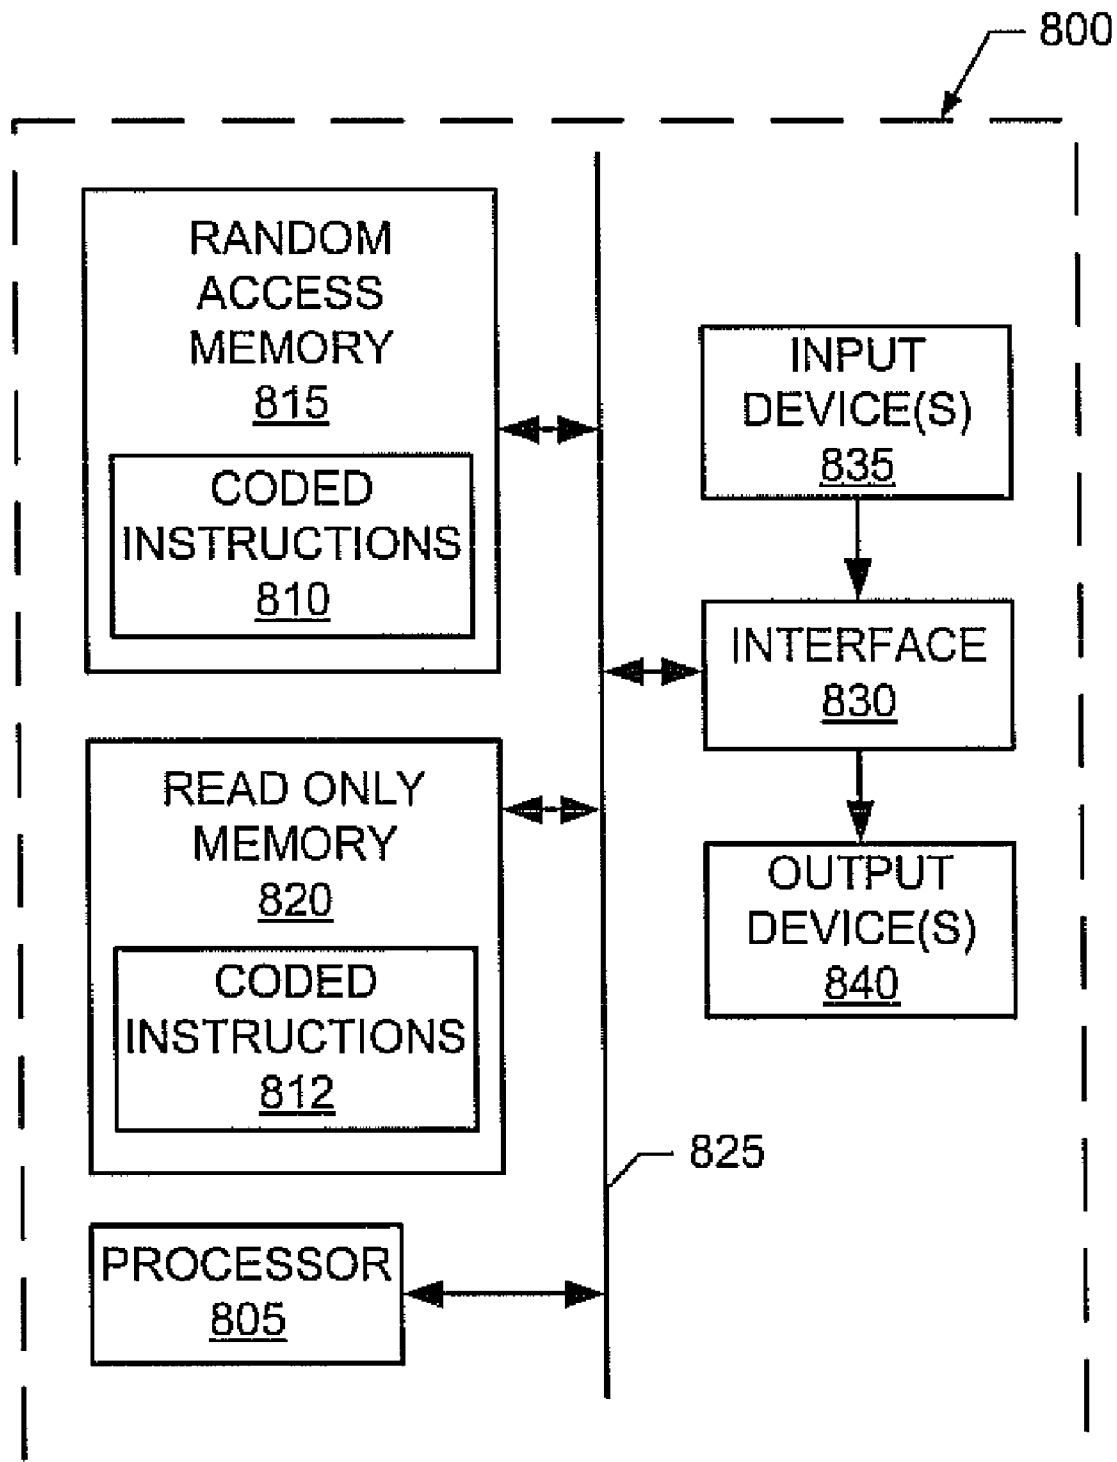 800
RANDOM
ACCESS
MEMORY
815
CODED
INSTRUCTIONS
810
INPUT
DEVICE(S)
835
INTERFACE
830
READ ONLY
MEMORY
820
CODED
INSTRUCTIONS
812
OUTPUT
DEVICE(S)
840
825
PROCESSOR
805